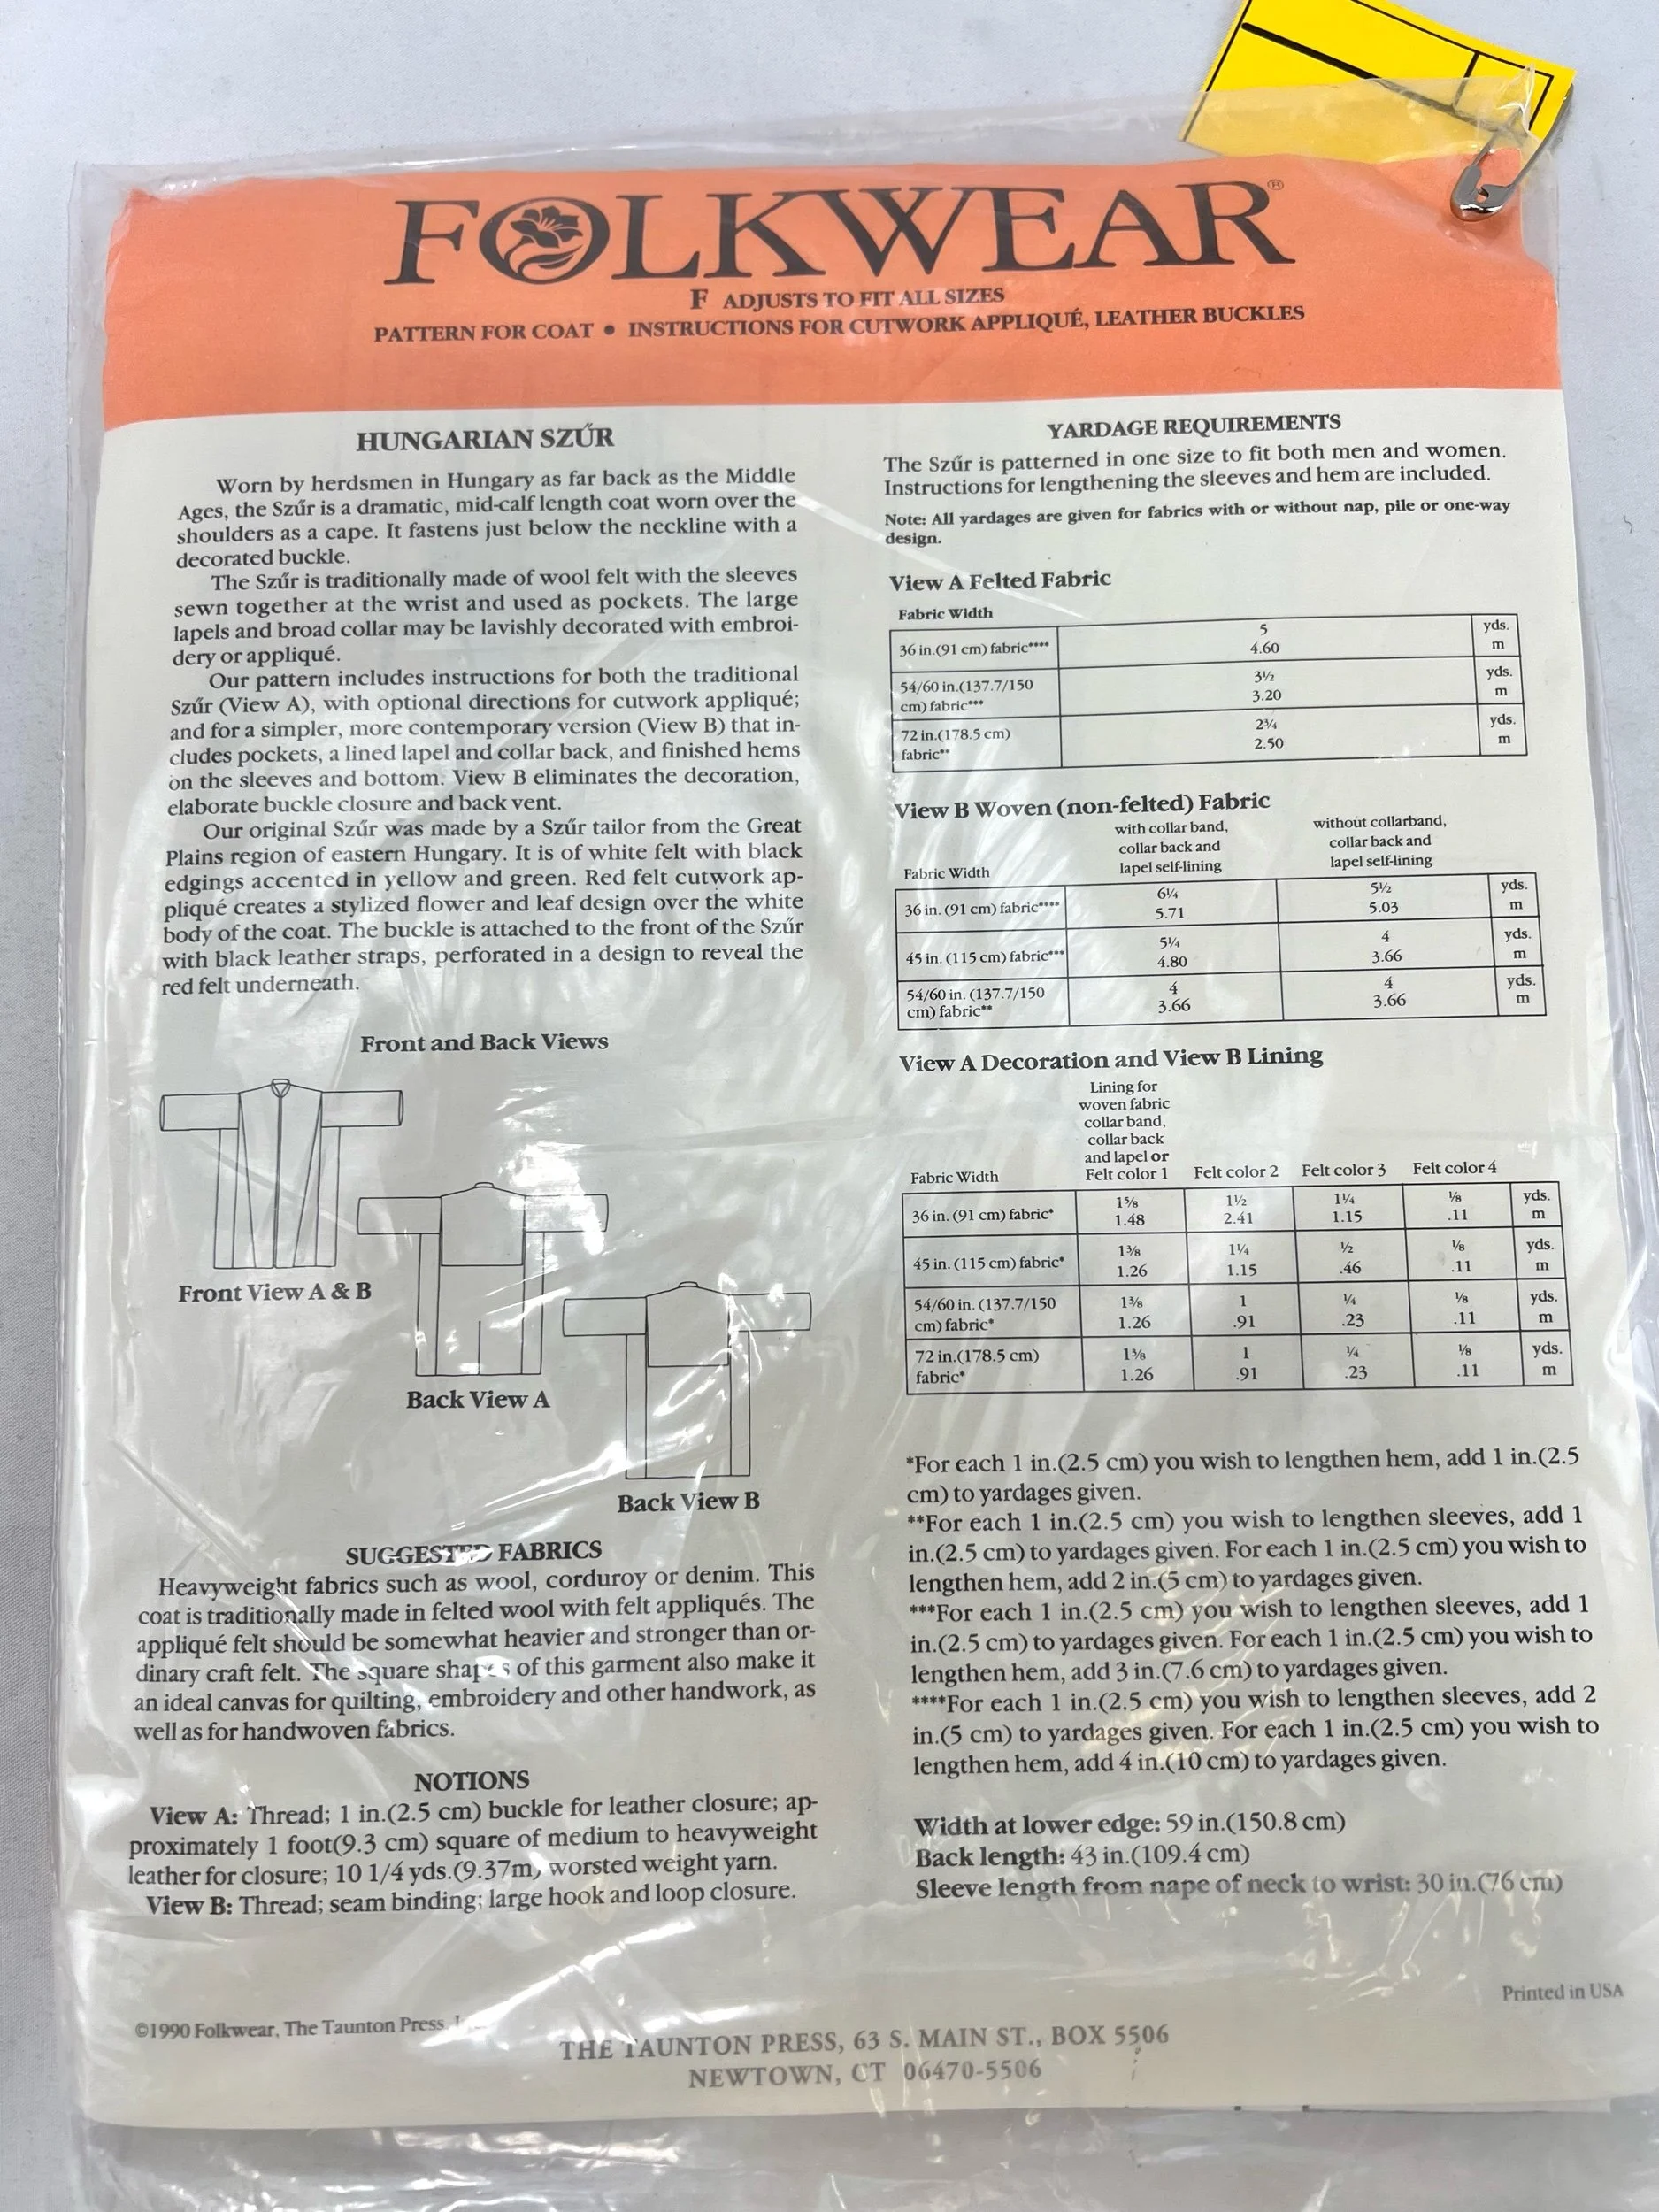 FOLKWEAR®
F ADJUSTS TO FIT ALL SIZES
PATTERN FOR COAT • INSTRUCTIONS FOR CUTWORK APPLIQUÉ, LEATHER BUCKLES
HUNGARIAN SZŰR
Worn by herdsmen in Hungary as far back as the Middle
Ages, the Szűr is a dramatic, mid-calf length coat worn over the
shoulders as a cape. It fastens just below the neckline with a
decorated buckle.
The Szűr is traditionally made of wool felt with the sleeves
sewn together at the wrist and used as pockets. The large
lapels and broad collar may be lavishly decorated with embroi-
dery or appliqué.
Our pattern includes instructions for both the traditional
Szűr (View A), with optional directions for cutwork appliqué;
and for a simpler, more contemporary version (View B) that in-
cludes pockets, a lined lapel and collar back, and finished hems
on the sleeves and bottom. View B eliminates the decoration,
elaborate buckle closure and back vent.
Our original Szűr was made by a Szűr tailor from the Great
Plains region of eastern Hungary. It is of white felt with black
edgings accented in yellow and green. Red felt cutwork ap-
pliqué creates a stylized flower and leaf design over the white
body of the coat. The buckle is attached to the front of the Szűr
with black leather straps, perforated in a design to reveal the
red felt underneath.
Front and Back Views
Front View A & B
Back View A
Back View B
SUGGESTED FABRICS
Heavyweight fabrics such as wool, corduroy or denim. This
coat is traditionally made in felted wool with felt appliqués. The
appliqué felt should be somewhat heavier and stronger than or-
dinary craft felt. The square shapes of this garment also make it
an ideal canvas for quilting, embroidery and other handwork, as
well as for handwoven fabrics.
NOTIONS
View A: Thread; 1 in.(2.5 cm) buckle for leather closure; ap-
proximately 1 foot(9.3 cm) square of medium to heavyweight
leather for closure; 10 1/4 yds.(9.37m) worsted weight yarn.
View B: Thread; seam binding; large hook and loop closure.
YARDAGE REQUIREMENTS
The Szűr is patterned in one size to fit both men and women.
Instructions for lengthening the sleeves and hem are included.
Note: All yardages are given for fabrics with or without nap, pile or one-way
design.
View A Felted Fabric
Fabric Width
36 in.(91 cm) fabric**** 5 yds.
4.60 m
54/60 in.(137.7/150 3½ yds.
cm) fabric*** 3.20 m
72 in.(178.5 cm) 2¾ yds.
fabric** 2.50 m
View B Woven (non-felted) Fabric
with collar band, without collarband,
collar back and collar back and
Fabric Width lapel self-lining lapel self-lining
36 in. (91 cm) fabric**** 6¼ 5½ yds.
5.71 5.03 m
45 in. (115 cm) fabric*** 5¼ 4 yds.
4.80 3.66 m
54/60 in. (137.7/150 4 4 yds.
cm) fabric** 3.66 3.66 m
View A Decoration and View B Lining
Lining for
woven fabric
collar band,
collar back
and lapel or
Fabric Width Felt color 1 Felt color 2 Felt color 3 Felt color 4
36 in. (91 cm) fabric* 1⅝ 1½ 1¼ ⅛ yds.
1.48 2.41 1.15 .11 m
45 in. (115 cm) fabric* 1⅜ 1¼ ½ ⅛ yds.
1.26 1.15 .46 .11 m
54/60 in. (137.7/150 1⅜ 1 ¼ ⅛ yds.
cm) fabric* 1.26 .91 .23 .11 m
72 in.(178.5 cm) 1⅜ 1 ¼ ⅛ yds.
fabric* 1.26 .91 .23 .11 m
*For each 1 in.(2.5 cm) you wish to lengthen hem, add 1 in.(2.5
cm) to yardages given.
**For each 1 in.(2.5 cm) you wish to lengthen sleeves, add 1
in.(2.5 cm) to yardages given. For each 1 in.(2.5 cm) you wish to
lengthen hem, add 2 in.(5 cm) to yardages given.
***For each 1 in.(2.5 cm) you wish to lengthen sleeves, add 1
in.(2.5 cm) to yardages given. For each 1 in.(2.5 cm) you wish to
lengthen hem, add 3 in.(7.6 cm) to yardages given.
****For each 1 in.(2.5 cm) you wish to lengthen sleeves, add 2
in.(5 cm) to yardages given. For each 1 in.(2.5 cm) you wish to
lengthen hem, add 4 in.(10 cm) to yardages given.
Width at lower edge: 59 in.(150.8 cm)
Back length: 43 in.(109.4 cm)
Sleeve length from nape of neck to wrist: 30 in.(76 cm)
Printed in USA
©1990 Folkwear, The Taunton Press,
THE TAUNTON PRESS, 63 S. MAIN ST., BOX 5506
NEWTOWN, CT 06470-5506